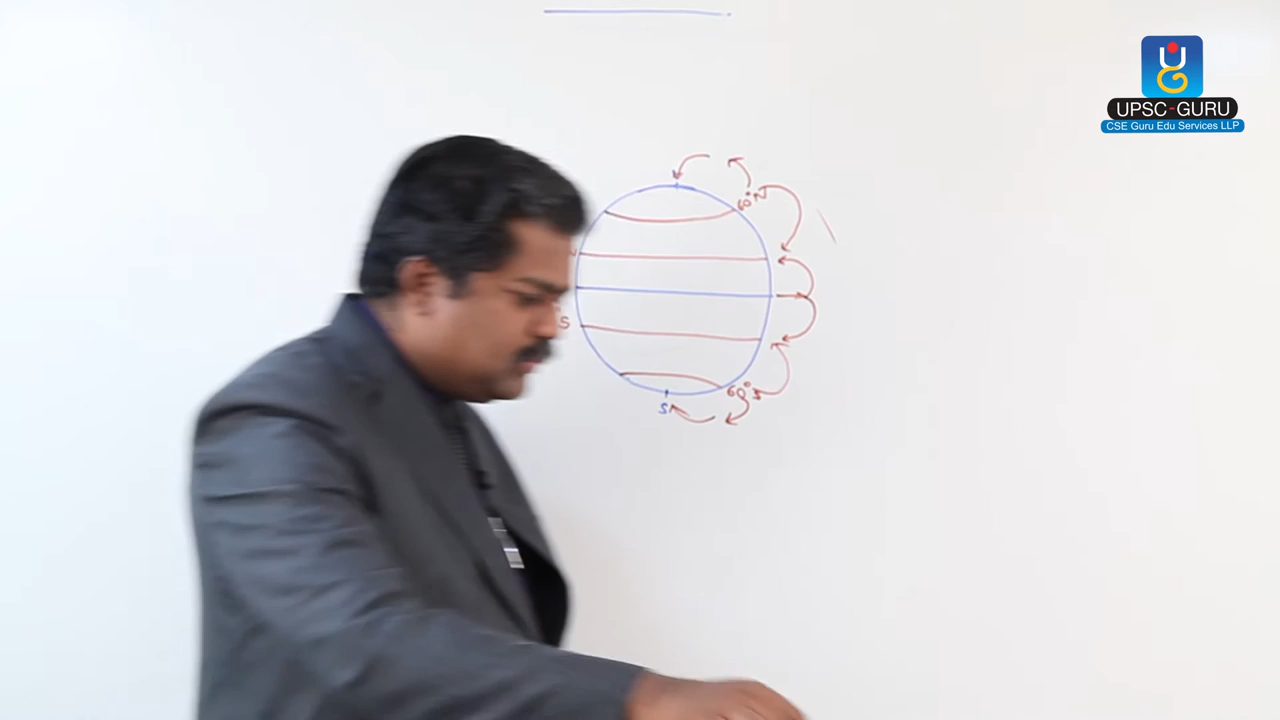 UPSC-GURU
CSE Guru Edu Services LLP
60°N
S
60°S
S